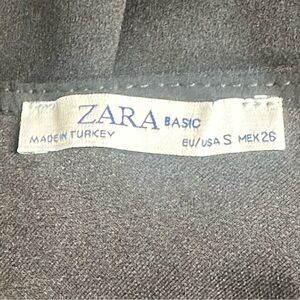 ZARA BASIC
MADE IN TURKEY EU/USA S MEX 26